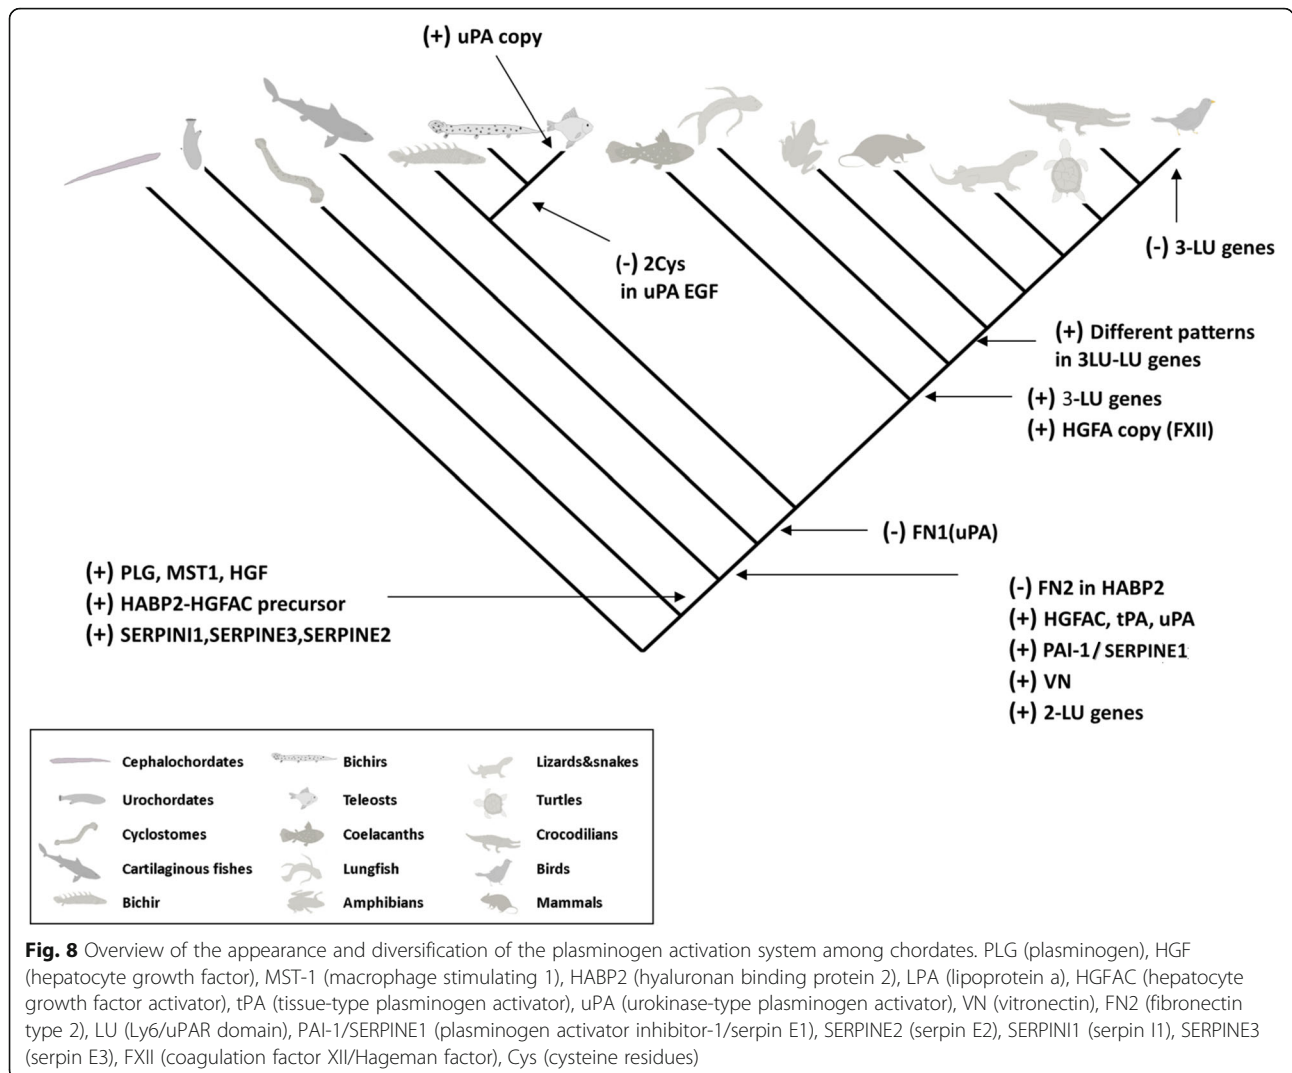 (+) uPA copy
(-) 2Cys
in uPA EGF
(-) 3-LU genes
(+) Different patterns
in 3LU-LU genes
(+) 3-LU genes
(+) HGFA copy (FXII)
(-) FN1(uPA)
(+) PLG, MST1, HGF
(+) HABP2-HGFAC precursor
(+) SERPINI1,SERPINE3,SERPINE2
(-) FN2 in HABP2
(+) HGFAC, tPA, uPA
(+) PAI-1/SERPINE1
(+) VN
(+) 2-LU genes
Cephalochordates
Urochordates
Cyclostomes
Cartilaginous fishes
Bichir
Bichirs
Teleosts
Coelacanths
Lungfish
Amphibians
Lizards&snakes
Turtles
Crocodilians
Birds
Mammals
Fig. 8 Overview of the appearance and diversification of the plasminogen activation system among chordates. PLG (plasminogen), HGF
(hepatocyte growth factor), MST-1 (macrophage stimulating 1), HABP2 (hyaluronan binding protein 2), LPA (lipoprotein a), HGFAC (hepatocyte
growth factor activator), tPA (tissue-type plasminogen activator), uPA (urokinase-type plasminogen activator), VN (vitronectin), FN2 (fibronectin
type 2), LU (Ly6/uPAR domain), PAI-1/SERPINE1 (plasminogen activator inhibitor-1/serpin E1), SERPINE2 (serpin E2), SERPINI1 (serpin I1), SERPINE3
(serpin E3), FXII (coagulation factor XII/Hageman factor), Cys (cysteine residues)